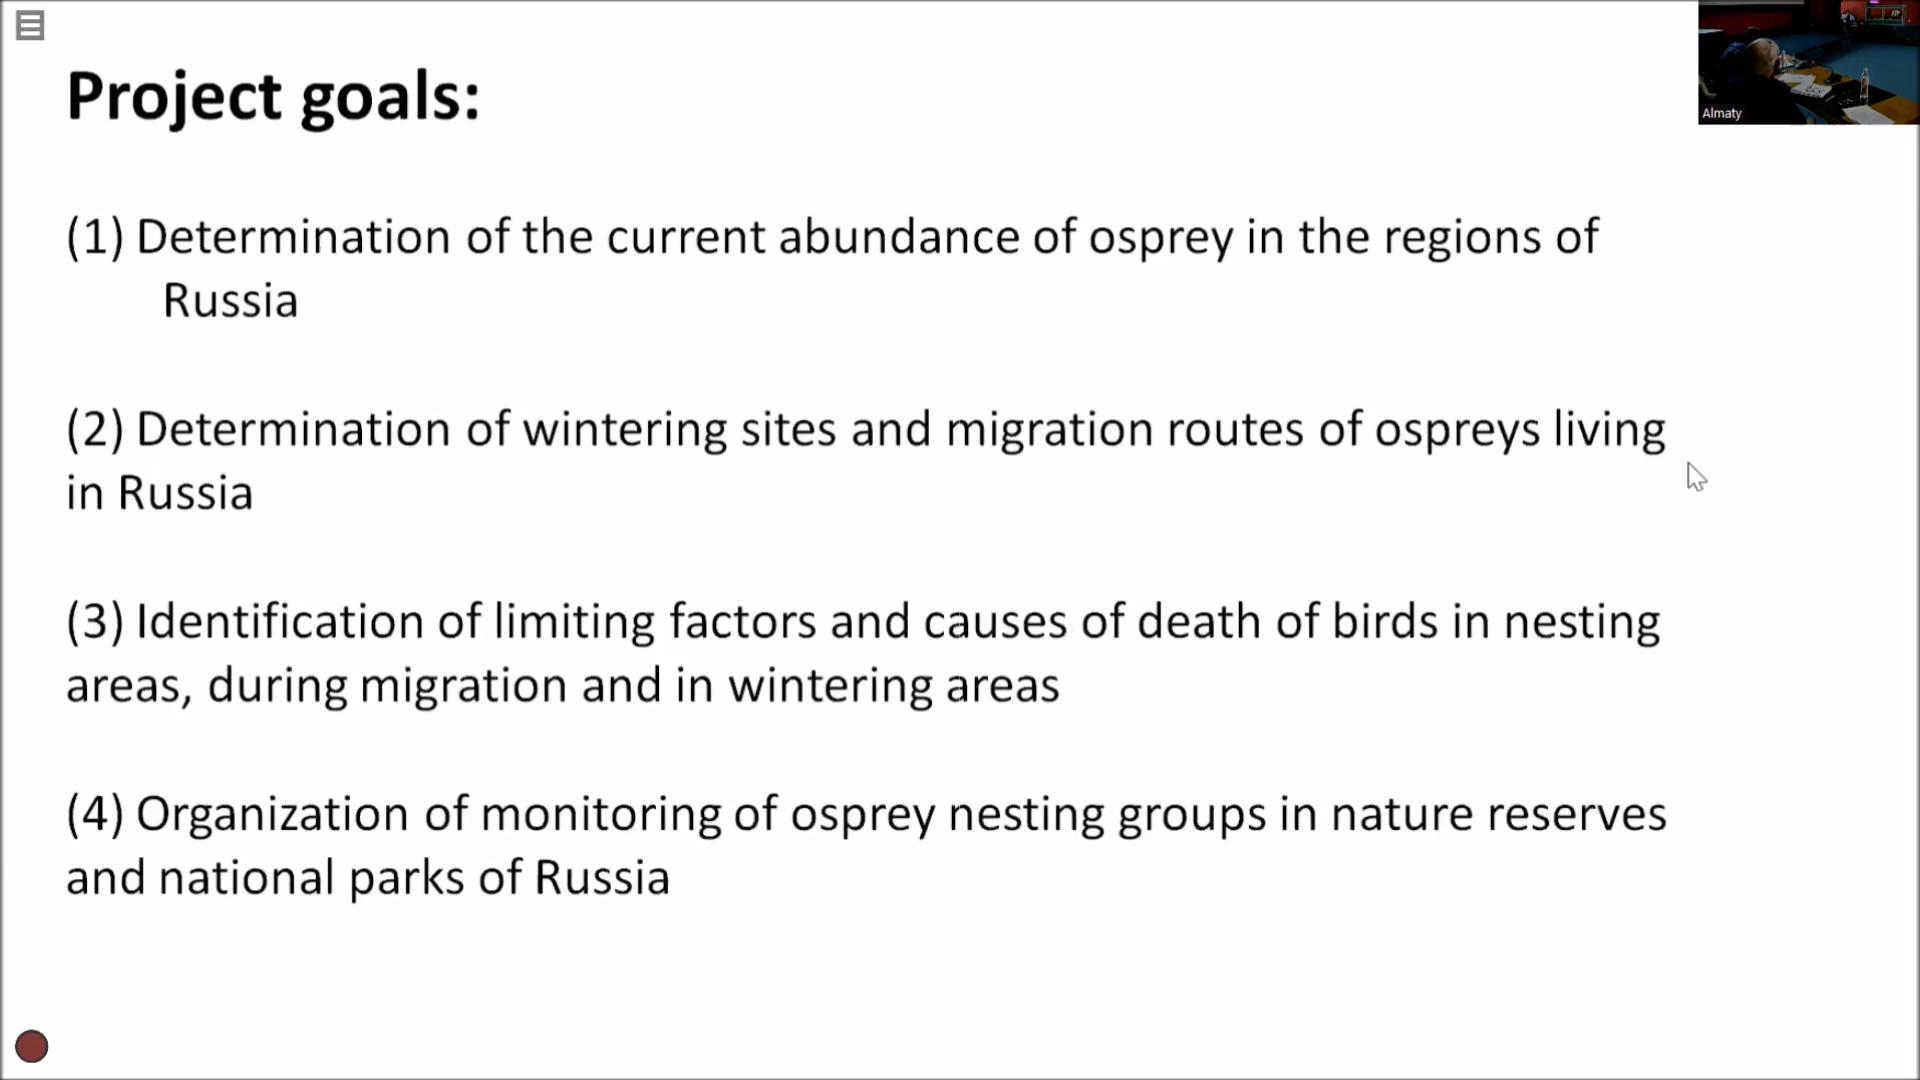 Project goals:
Almaty
(1) Determination of the current abundance of osprey in the regions of
Russia
(2) Determination of wintering sites and migration routes of ospreys living
in Russia
(3) Identification of limiting factors and causes of death of birds in nesting
areas, during migration and in wintering areas
(4) Organization of monitoring of osprey nesting groups in nature reserves
and national parks of Russia